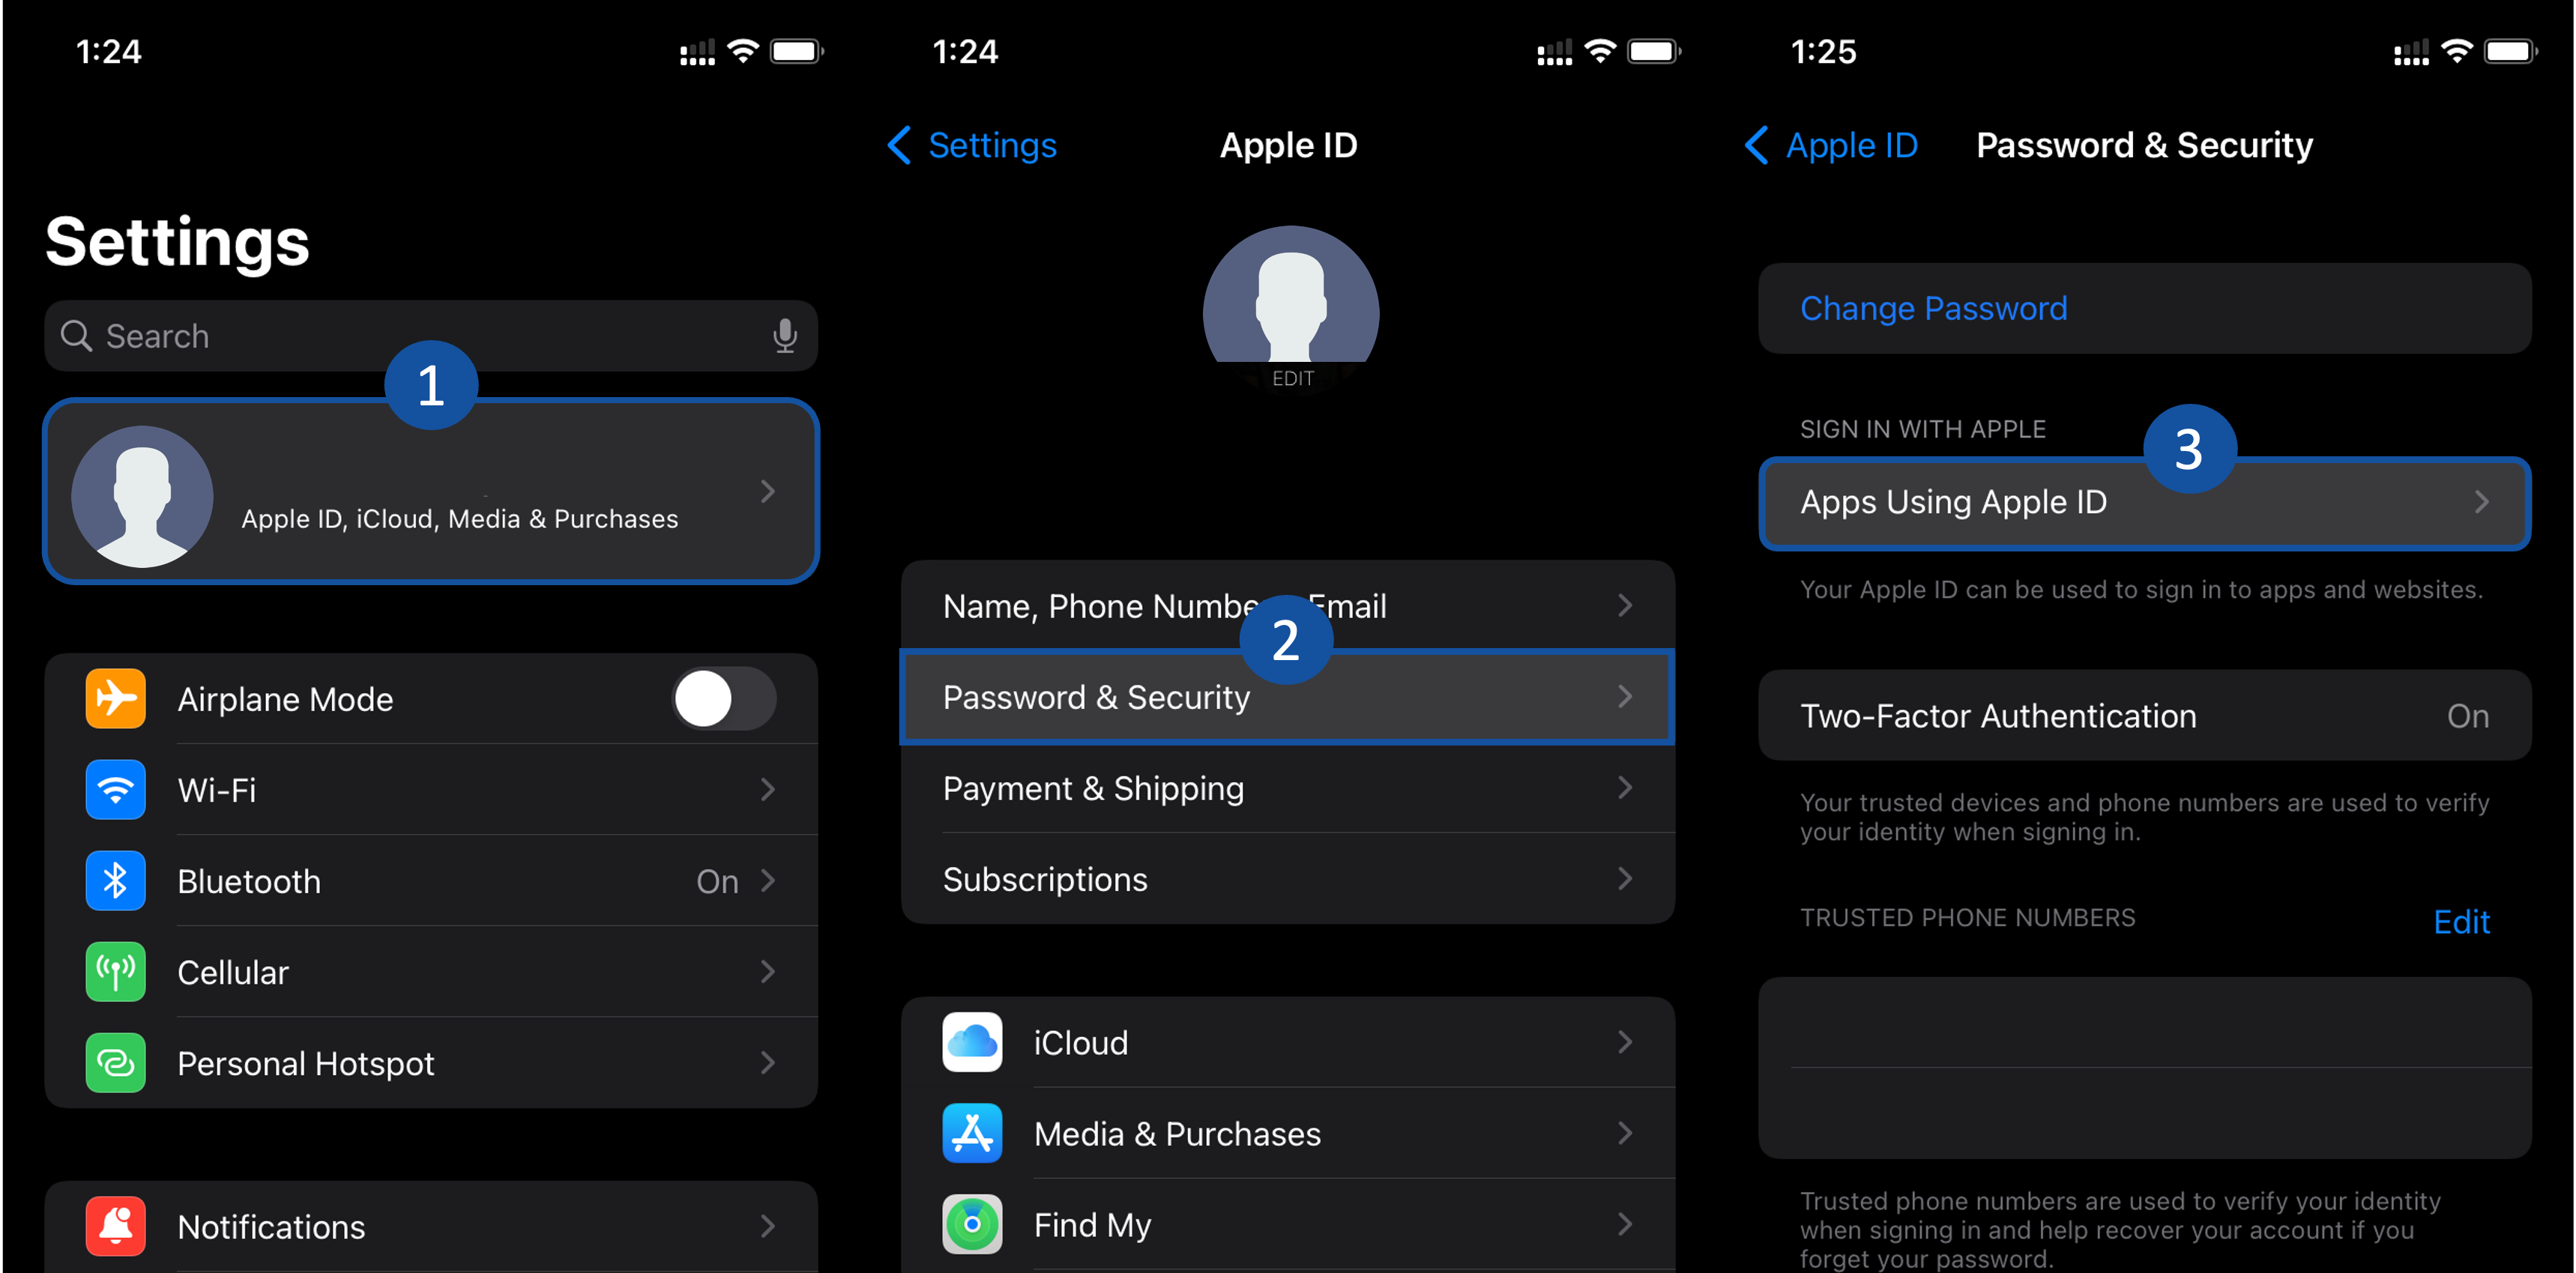 1:24
Settings
Search
1
Apple ID, iCloud, Media & Purchases
Airplane Mode
Wi-Fi
Bluetooth On
Cellular
Personal Hotspot
Notifications
1:24
Settings Apple ID
EDIT
Name, Phone Numbe Email
2
Password & Security
Payment & Shipping
Subscriptions
iCloud
Media & Purchases
Find My
1:25
Apple ID Password & Security
Change Password
SIGN IN WITH APPLE
3
Apps Using Apple ID
Your Apple ID can be used to sign in to apps and websites.
Two-Factor Authentication On
Your trusted devices and phone numbers are used to verify
your identity when signing in.
TRUSTED PHONE NUMBERS Edit
Trusted phone numbers are used to verify your identity
when signing in and help recover your account if you
forget your password.